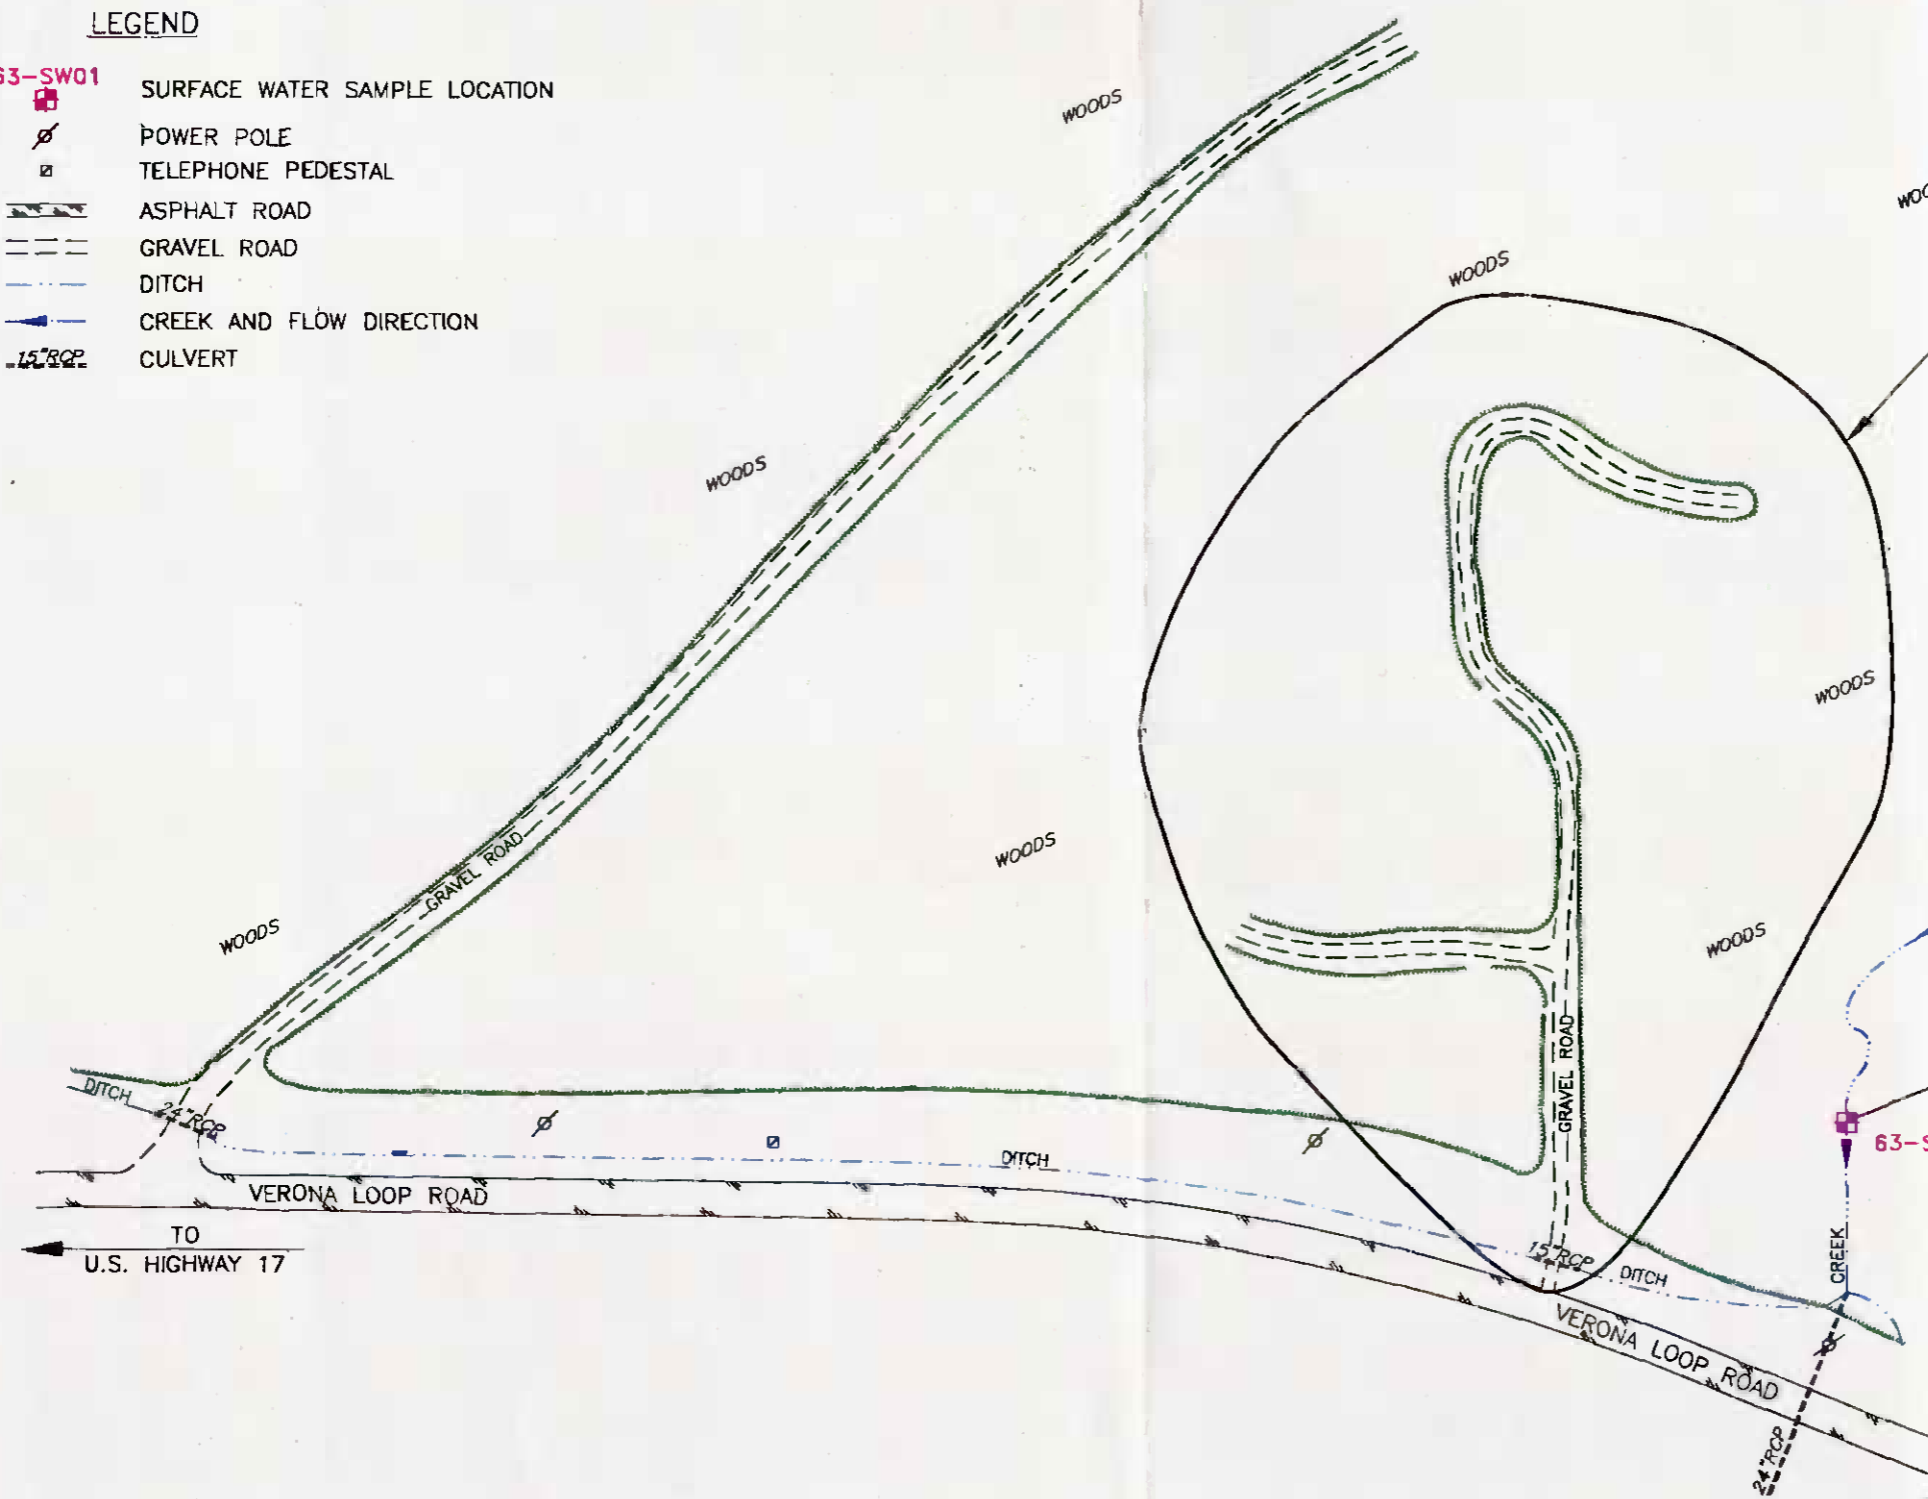 LEGEND
63-SW01
SURFACE WATER SAMPLE LOCATION
POWER POLE
TELEPHONE PEDESTAL
ASPHALT ROAD
GRAVEL ROAD
DITCH
CREEK AND FLOW DIRECTION
15"RCP
CULVERT
WOODS
WOODS
WOODS
WOODS
WOODS
WOODS
WOODS
WOODS
GRAVEL ROAD
GRAVEL ROAD
DITCH
24"RCP
DITCH
VERONA LOOP ROAD
TO
U.S. HIGHWAY 17
15"RCP
DITCH
VERONA LOOP ROAD
CREEK
63-S
24"RCP